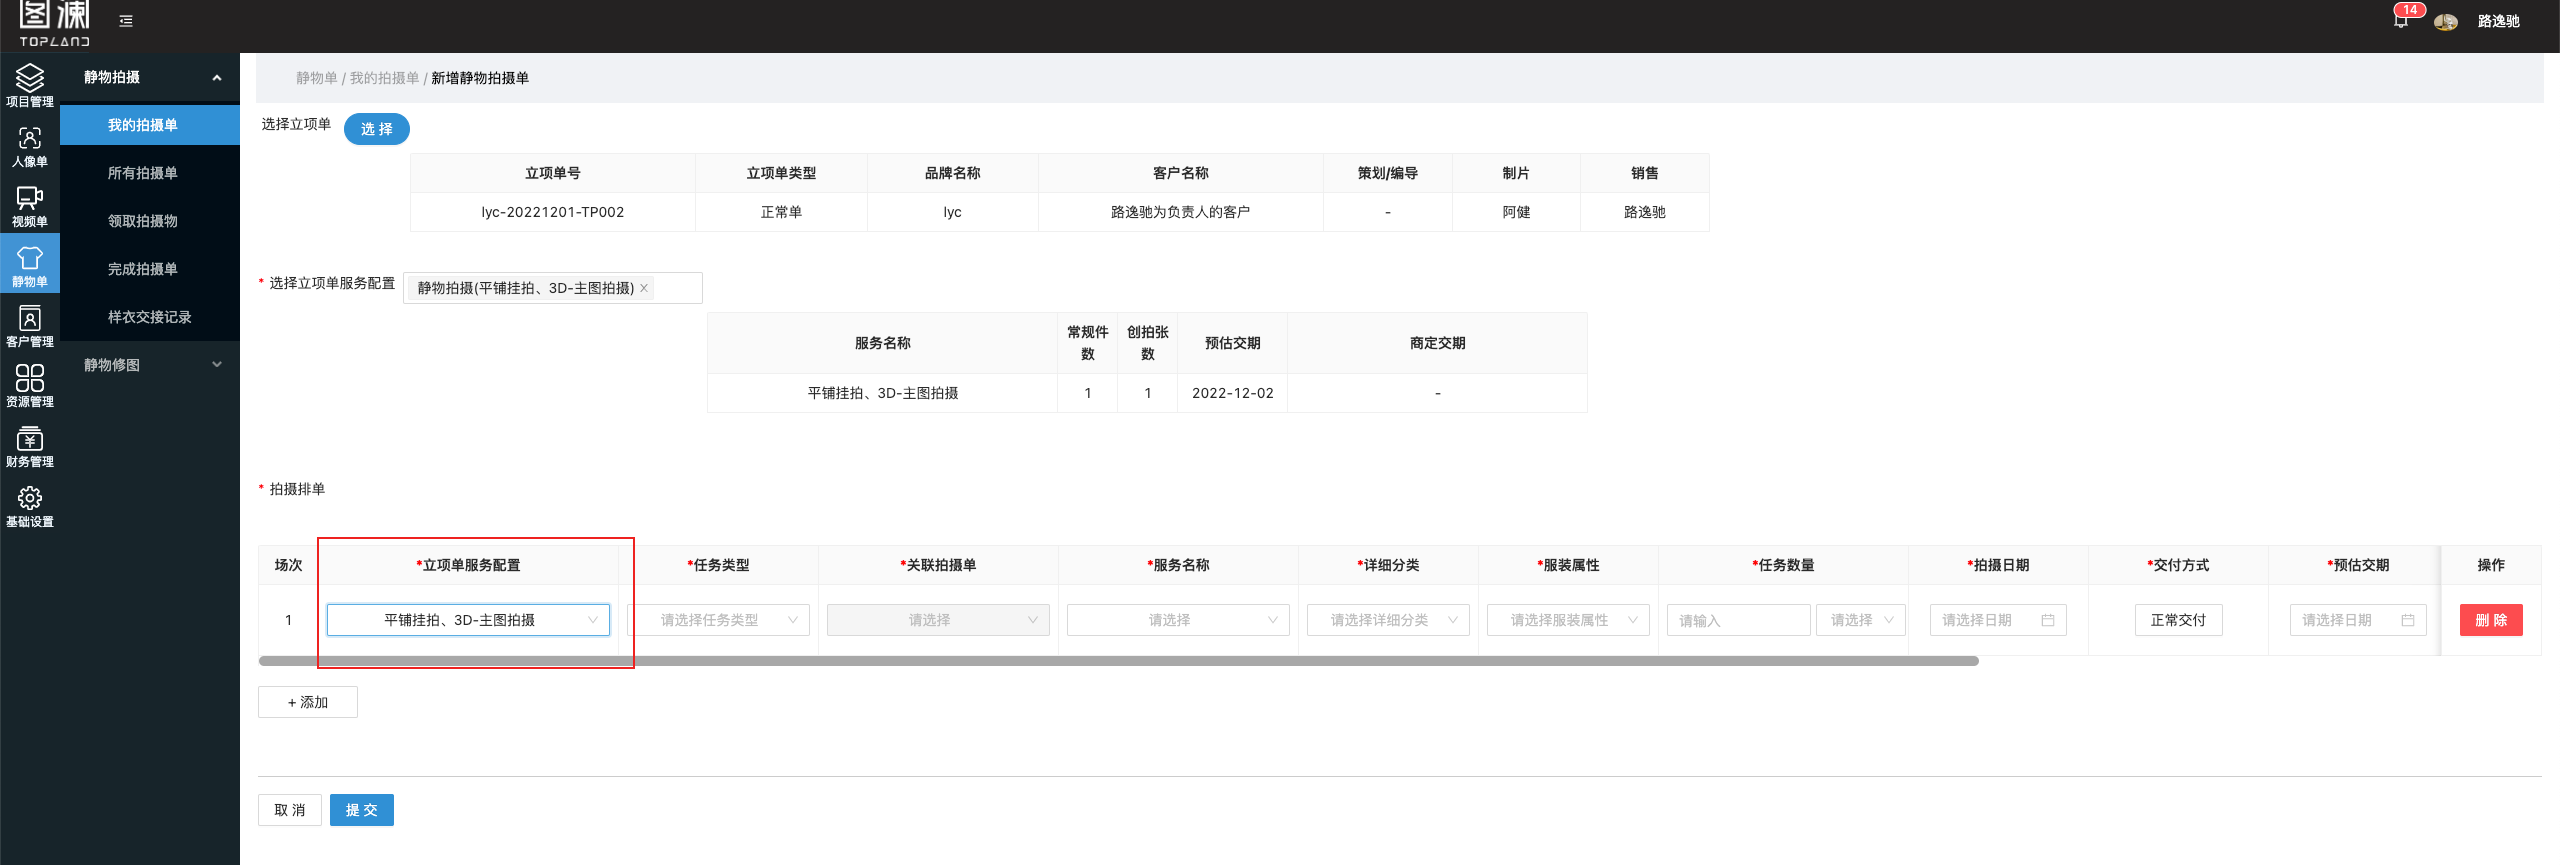 图澜
TOPLAND
14
路逸驰
项目管理
人像单
视频单
静物单
客户管理
资源管理
财务管理
基础设置
静物拍摄
我的拍摄单
所有拍摄单
领取拍摄物
完成拍摄单
样衣交接记录
静物修图
静物单 / 我的拍摄单 / 新增静物拍摄单
选择立项单 选 择
立项单号 立项单类型 品牌名称 客户名称 策划/编导 制片 销售
lyc-20221201-TP002 正常单 lyc 路逸驰为负责人的客户 - 阿健 路逸驰
* 选择立项单服务配置 静物拍摄(平铺挂拍、3D-主图拍摄) ×
服务名称 常规件数 创拍张数 预估交期 商定交期
平铺挂拍、3D-主图拍摄 1 1 2022-12-02 -
* 拍摄排单
场次 *立项单服务配置 *任务类型 *关联拍摄单 *服务名称 *详细分类 *服装属性 *任务数量 *拍摄日期 *交付方式 *预估交期 操作
1 平铺挂拍、3D-主图拍摄 请选择任务类型 请选择 请选择 请选择详细分类 请选择服装属性 请输入 请选择 请选择日期 正常交付 请选择日期 删 除
+ 添加
取 消 提 交